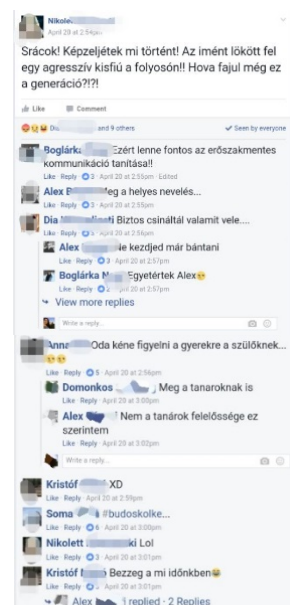 Nikolet
April 20 at 2:54pm
Srácok! Képzeljétek mi történt! Az imént lökött fel
egy agresszív kisfiú a folyosón!! Hova fajul még ez
a generáció?!?!
Like Comment
and 9 others Seen by everyone
Boglárka Ezért lenne fontos az erőszakmentes
kommunikáció tanítása!!
Like · Reply · 3 · April 20 at 2:55pm · Edited
Alex Meg a helyes nevelés...
Like · Reply · 3 · April 20 at 2:55pm
Dia Biztos csináltál valamit vele....
Like · Reply · April 20 at 2:56pm
Alex Ne kezdjed már bántani
Like · Reply · 3 · April 20 at 2:57pm
Boglárka N Egyetértek Alex
Like · Reply · 2 · April 20 at 2:57pm
View more replies
Write a reply...
Anna Oda kéne figyelni a gyerekre a szülőknek...
Like · Reply · 5 · April 20 at 2:56pm
Domonkos Meg a tanaroknak is
Like · Reply · April 20 at 3:00pm
Alex Nem a tanárok felelőssége ez
szerintem
Like · Reply · April 20 at 3:02pm
Write a reply...
Kristóf XD
Like · Reply · April 20 at 2:59pm
Soma #budoskolke...
Like · Reply · 6 · April 20 at 3:00pm
Nikolett ki Lol
Like · Reply · 3 · April 20 at 3:01pm
Kristóf Bezzeg a mi időnkben
Like · Reply · 2 · April 20 at 3:01pm
Alex replied · 2 Replies